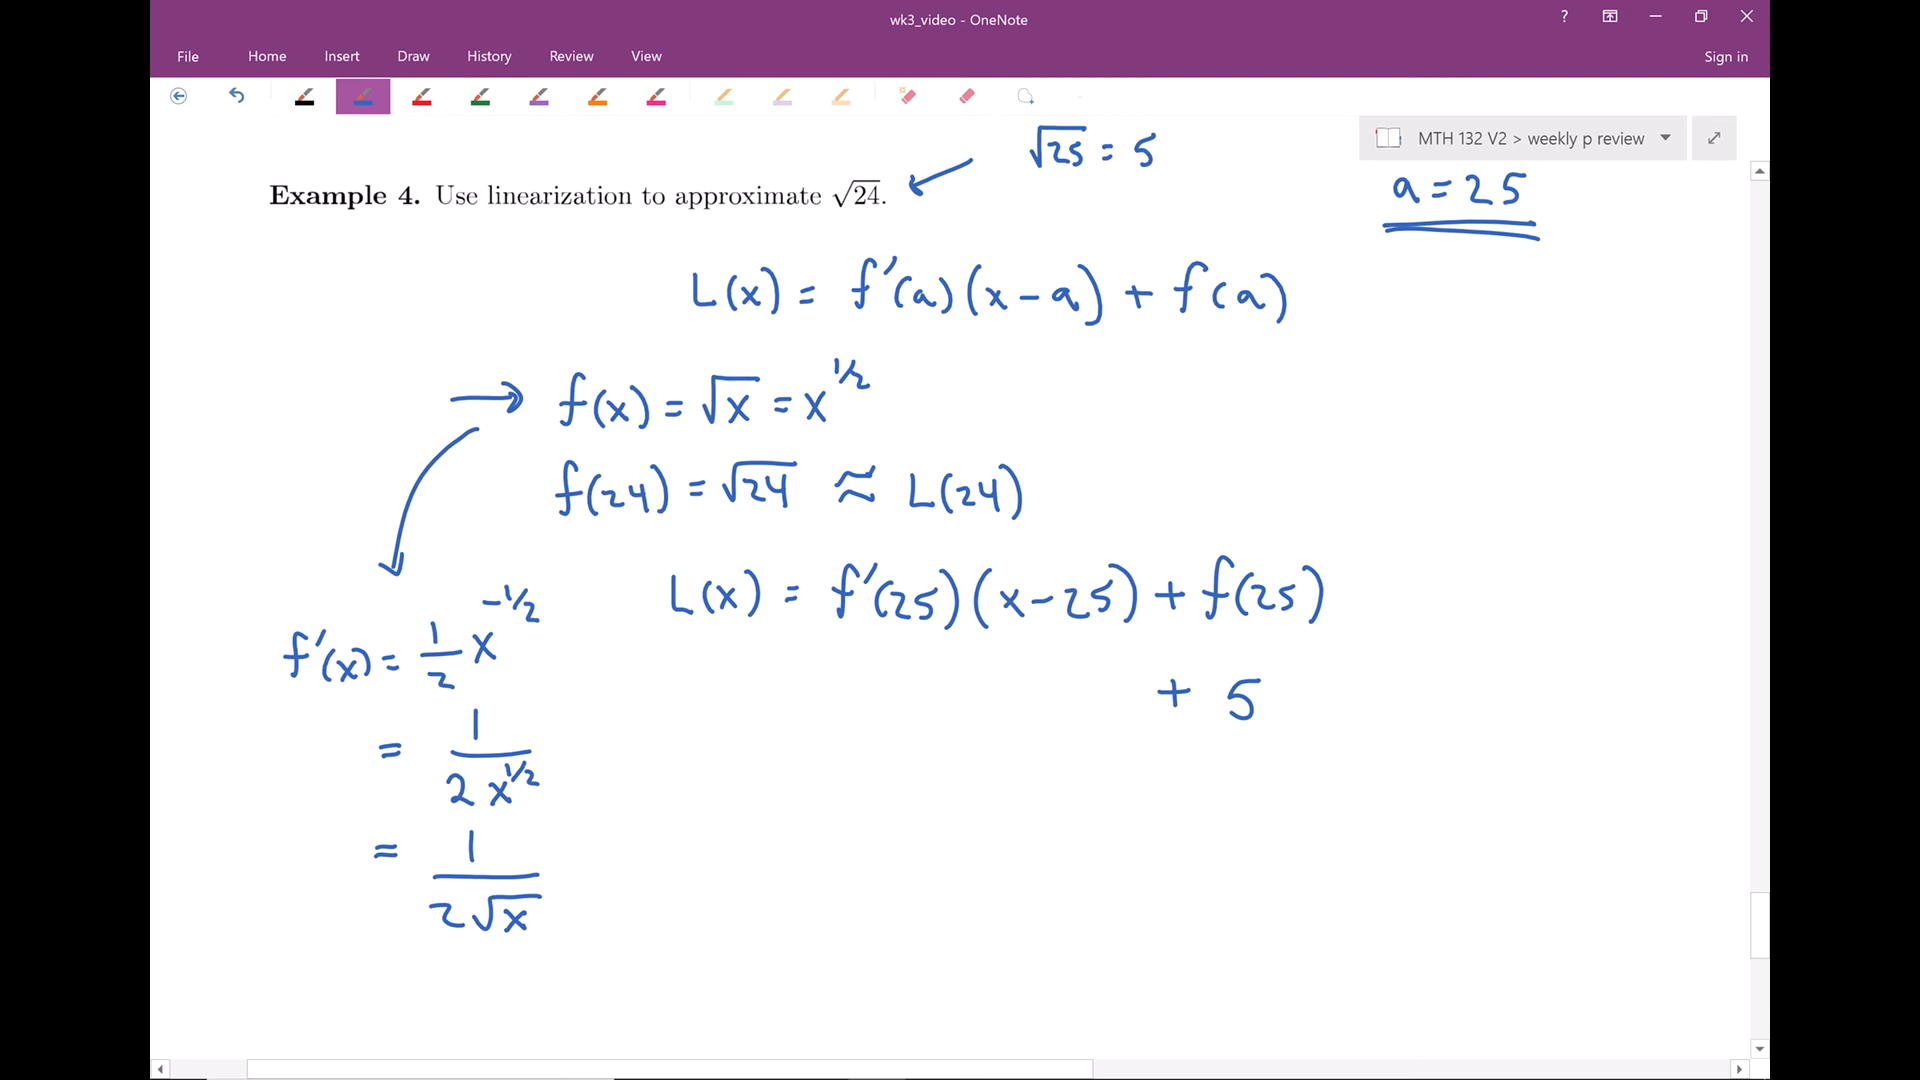 wk3_video - OneNote
?
File Home Insert Draw History Review View Sign in
MTH 132 V2 > weekly p review
√25 = 5
a = 25
Example 4. Use linearization to approximate √24.
L(x) = f'(a)(x-a) + f(a)
f(x) = √x = x^1/2
f(24) = √24 ≈ L(24)
L(x) = f'(25)(x-25) + f(25)
+ 5
f'(x) = 1/2 x^-1/2
= 1/(2 x^1/2)
= 1/(2√x)